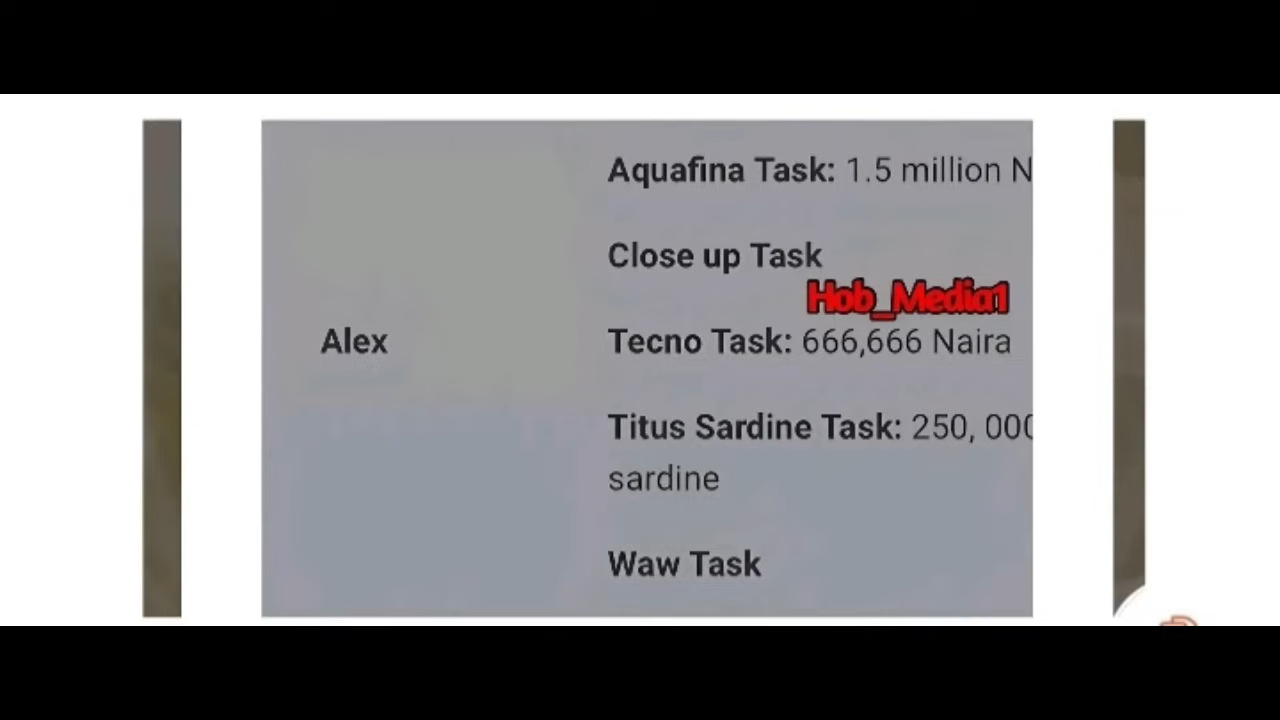 Aquafina Task: 1.5 million N
Close up Task
Hob_Media1
Alex
Tecno Task: 666,666 Naira
Titus Sardine Task: 250, 000
sardine
Waw Task